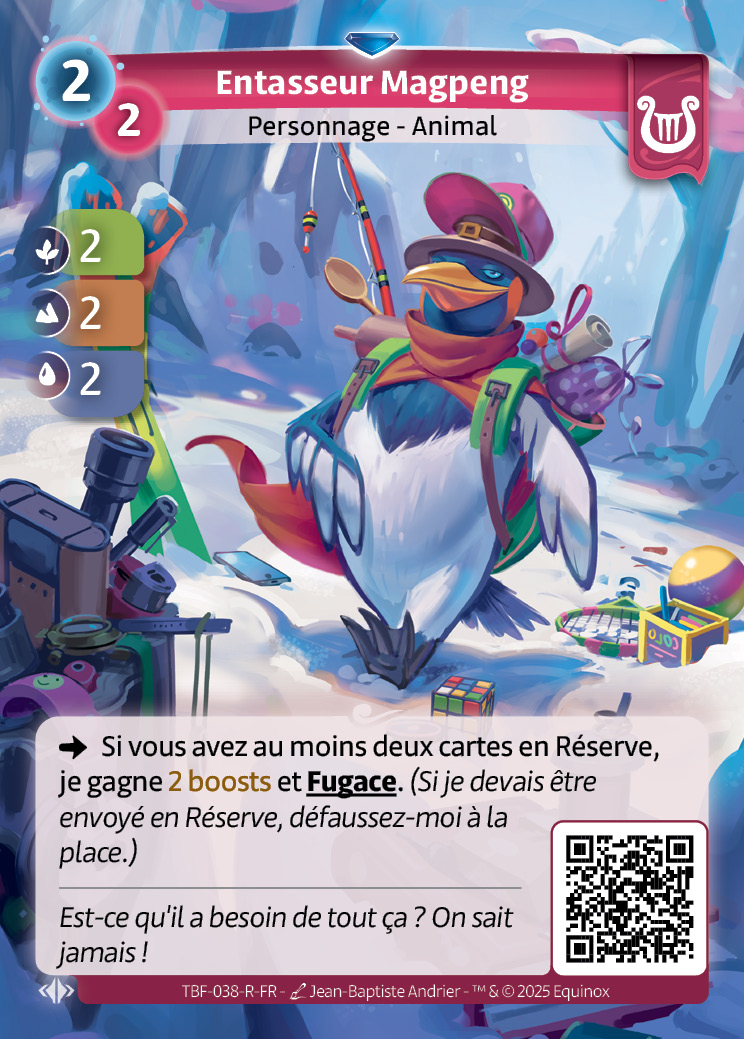 2
Entasseur Magpeng
2
Personnage - Animal
2
2
2
COLO
Si vous avez au moins deux cartes en Réserve,
je gagne 2 boosts et Fugace. (Si je devais être
envoyé en Réserve, défaussez-moi à la
place.)
Est-ce qu'il a besoin de tout ça ? On sait
jamais !
TBF-038-R-FR - Jean-Baptiste Andrier - ™ & © 2025 Equinox